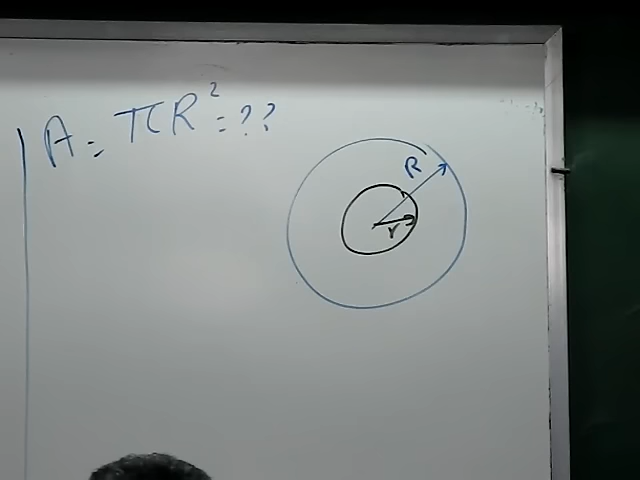 A = πR² = ??
R
r